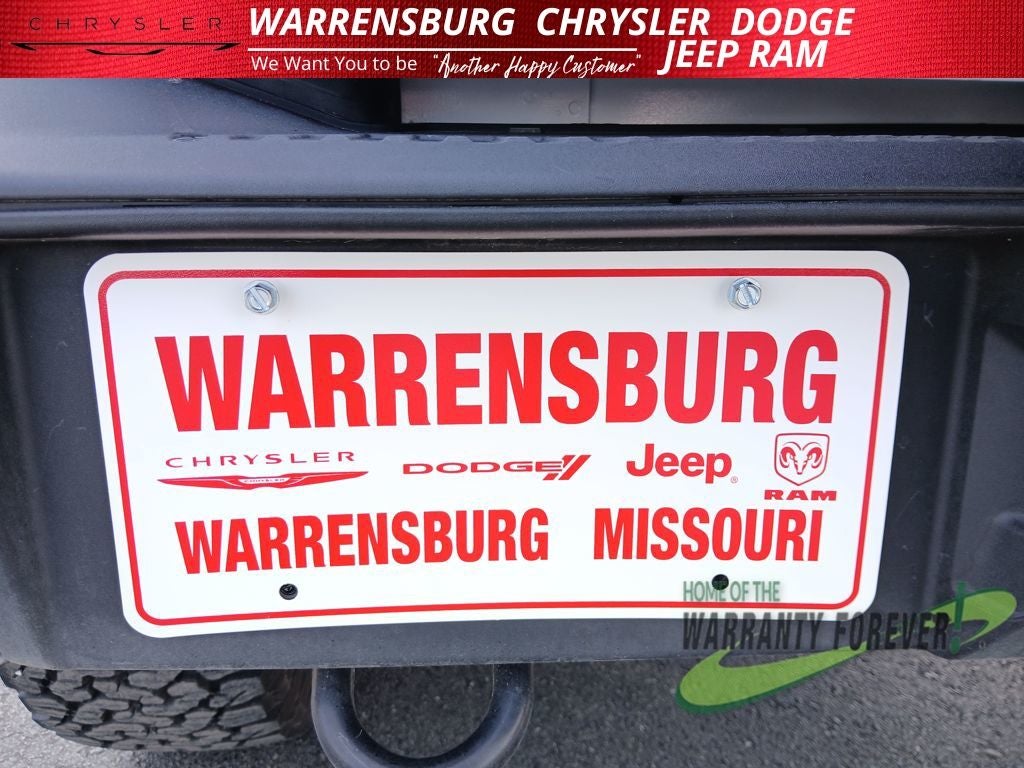 CHRYSLER
WARRENSBURG CHRYSLER DODGE
JEEP RAM
We Want You to be "Another Happy Customer"
WARRENSBURG
CHRYSLER
DODGE
Jeep®
RAM
WARRENSBURG MISSOURI
HOME OF THE
WARRANTY FOREVER!